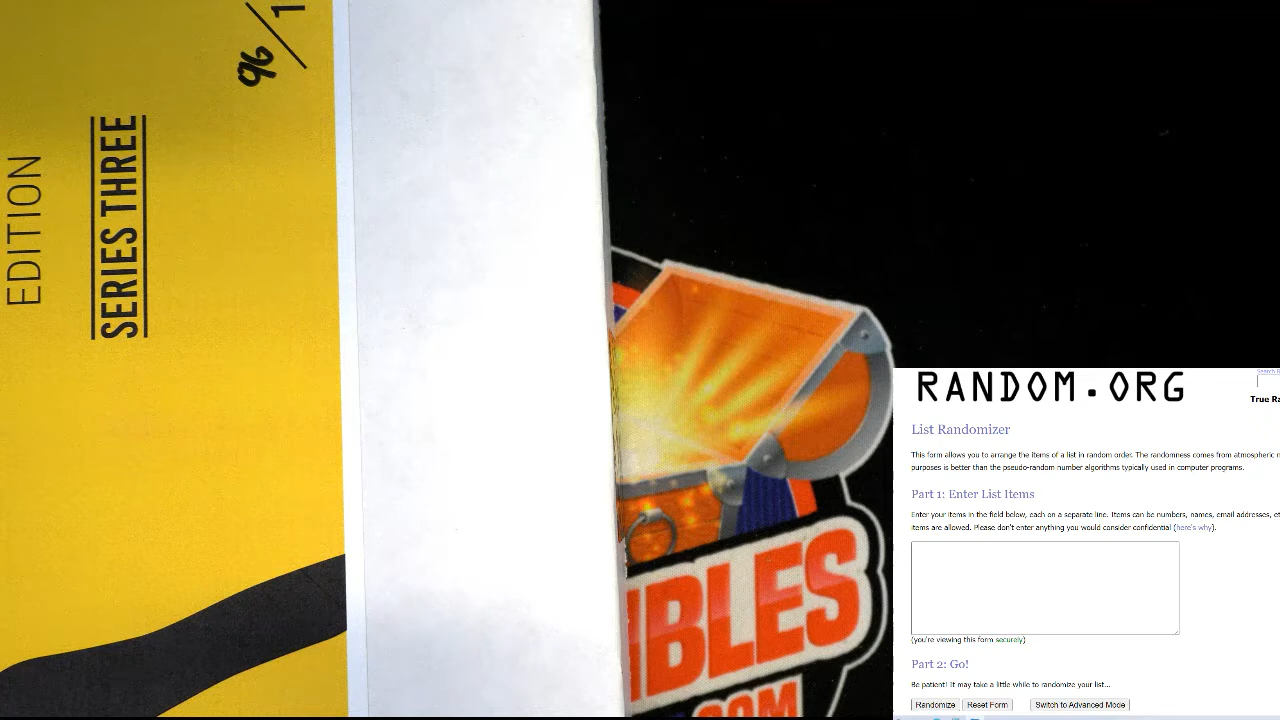 96/1
EDITION
SERIES THREE
IBLES
.COM
RANDOM.ORG
True Ra
List Randomizer
This form allows you to arrange the items of a list in random order. The randomness comes from atmospheric n
purposes is better than the pseudo-random number algorithms typically used in computer programs.
Part 1: Enter List Items
Enter your items in the field below, each on a separate line. Items can be numbers, names, email addresses, et
items are allowed. Please don't enter anything you would consider confidential (here's why).
(you're viewing this form securely)
Part 2: Go!
Be patient! It may take a little while to randomize your list...
Randomize Reset Form Switch to Advanced Mode